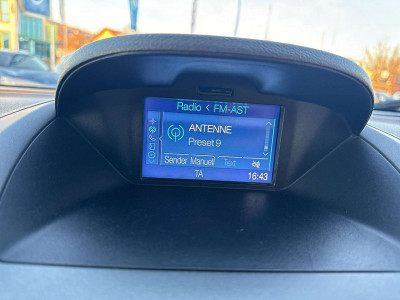 Radio < FM-AST
ANTENNE
Preset 9
Sender Manuell Text
TA 16:43